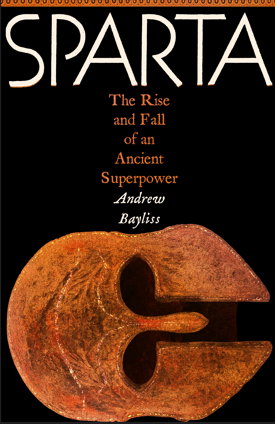 SPARTA
The Rise
and Fall
of an
Ancient
Superpower
Andrew
Bayliss